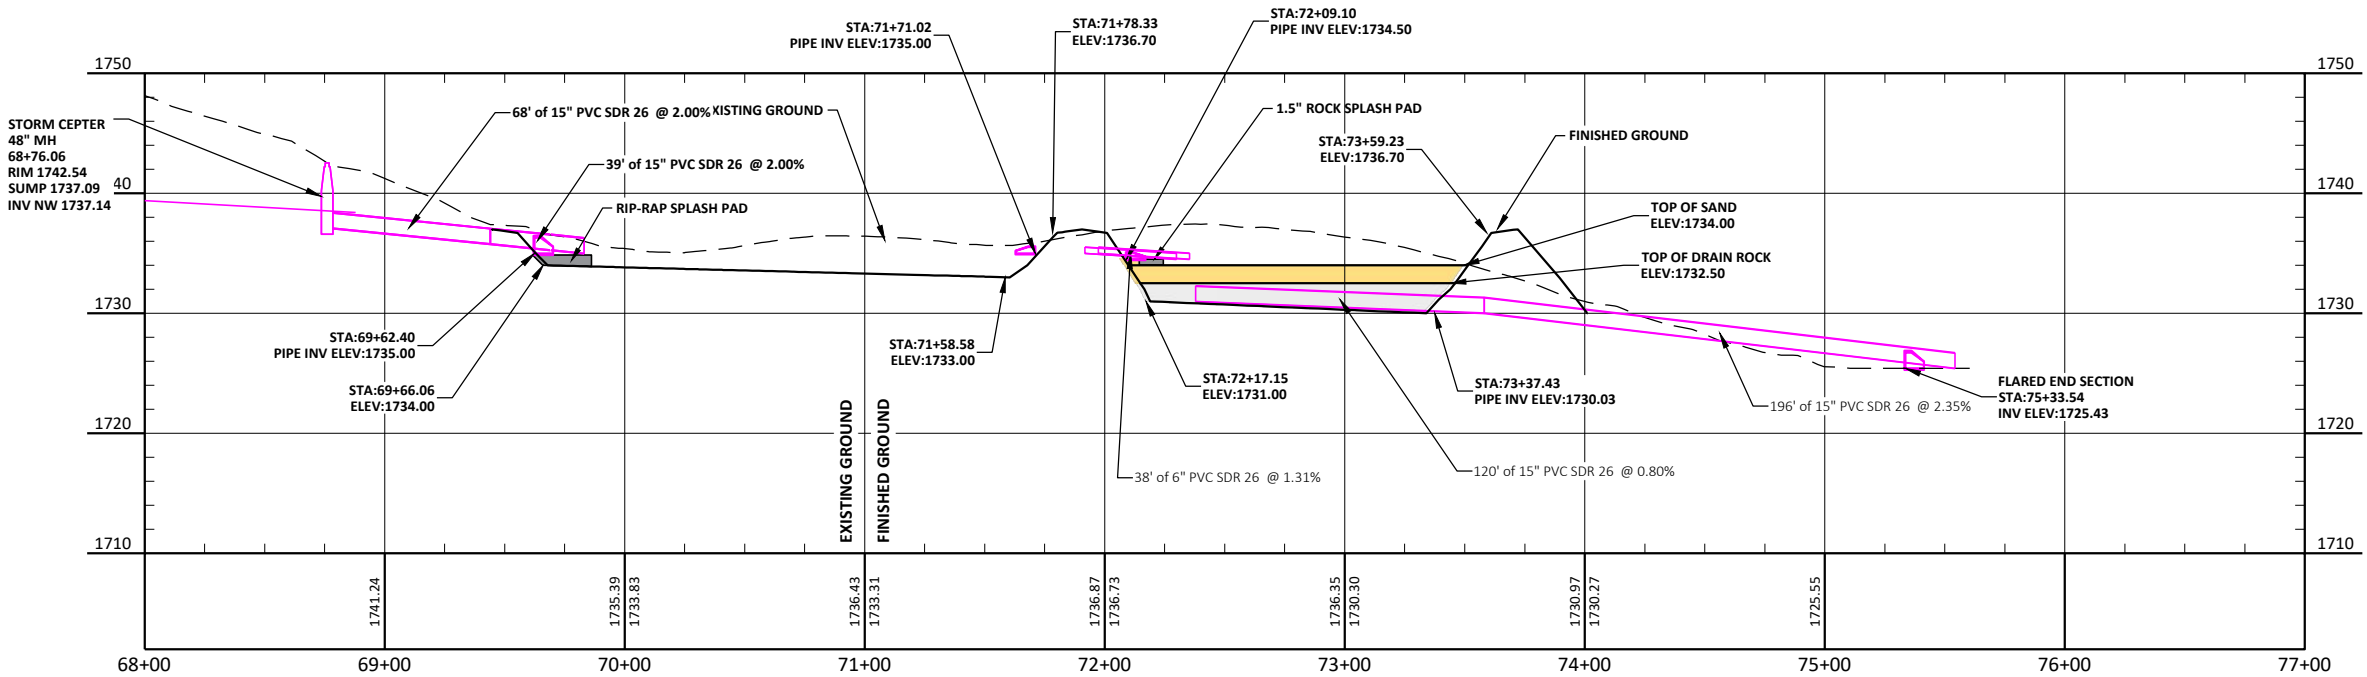 STA:72+09.10
PIPE INV ELEV:1734.50
STA:71+78.33
ELEV:1736.70
STA:71+71.02
PIPE INV ELEV:1735.00
1750
1750
STORM CEPTER
48" MH
68+76.06
RIM 1742.54
SUMP 1737.09
INV NW 1737.14
68' of 15" PVC SDR 26 @ 2.00%
XISTING GROUND
1.5" ROCK SPLASH PAD
STA:73+59.23
ELEV:1736.70
FINISHED GROUND
39' of 15" PVC SDR 26 @ 2.00%
40
1740
RIP-RAP SPLASH PAD
TOP OF SAND
ELEV:1734.00
TOP OF DRAIN ROCK
ELEV:1732.50
1730
1730
STA:69+62.40
PIPE INV ELEV:1735.00
STA:71+58.58
ELEV:1733.00
STA:69+66.06
ELEV:1734.00
STA:72+17.15
ELEV:1731.00
STA:73+37.43
PIPE INV ELEV:1730.03
196' of 15" PVC SDR 26 @ 2.35%
FLARED END SECTION
STA:75+33.54
INV ELEV:1725.43
1720
1720
EXISTING GROUND
FINISHED GROUND
38' of 6" PVC SDR 26 @ 1.31%
120' of 15" PVC SDR 26 @ 0.80%
1710
1710
1741.24
1735.39
1733.83
1736.43
1733.31
1736.87
1736.73
1736.35
1730.30
1730.97
1730.27
1725.55
68+00
69+00
70+00
71+00
72+00
73+00
74+00
75+00
76+00
77+00